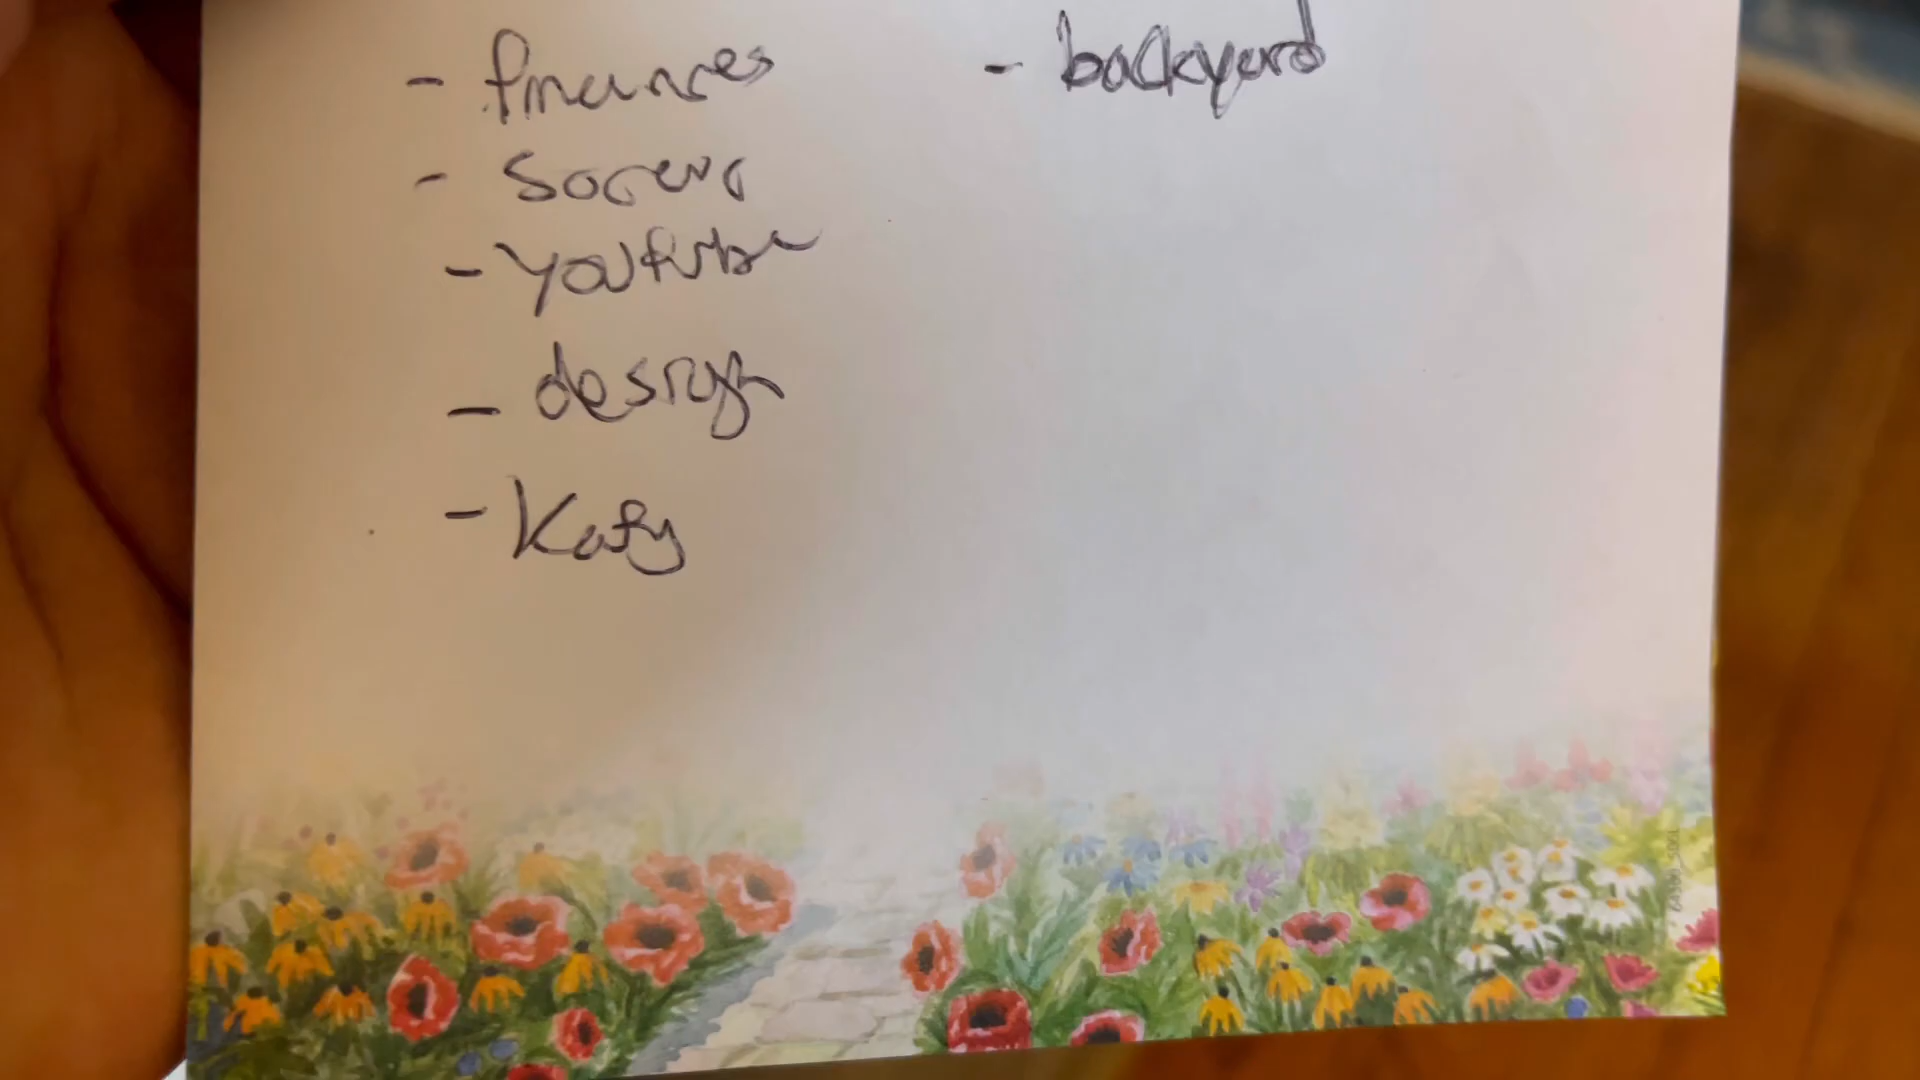 - finances
- backyard
- youtube
- design
- Katy